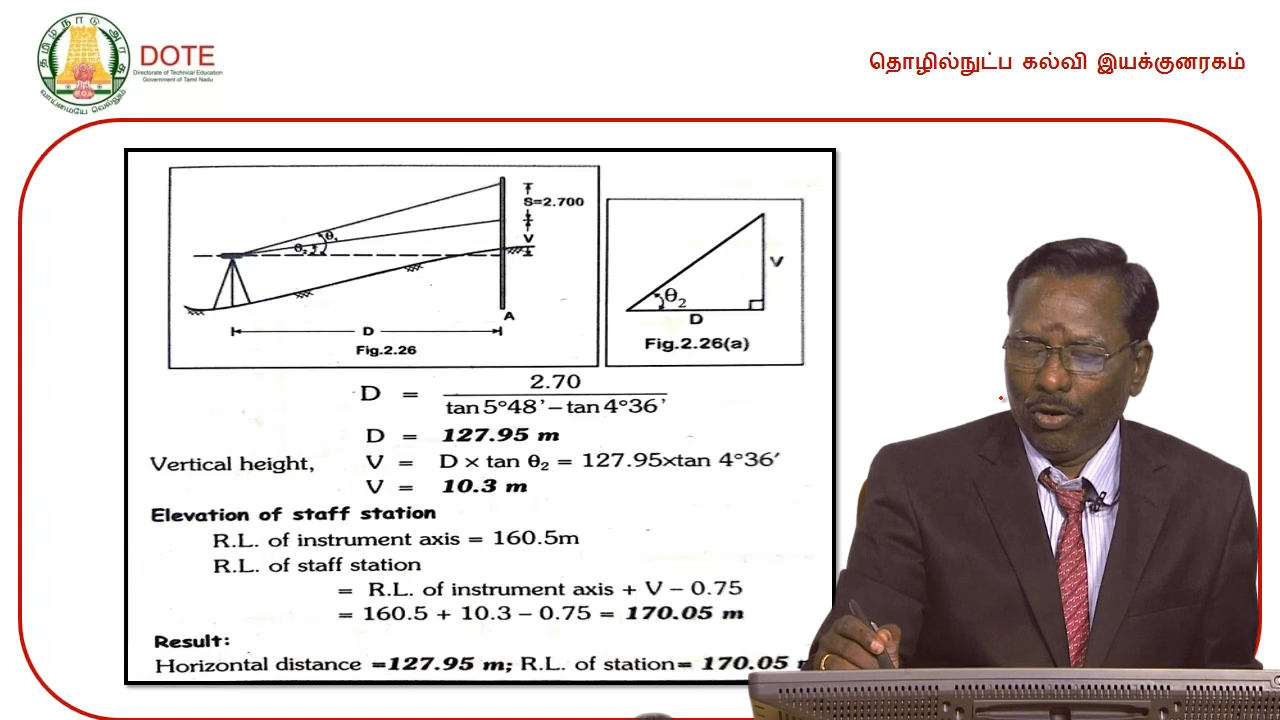 தமிழ்நாடு அரசு
வாய்மையே வெல்லும்
DOTE
Directorate of Technical Education
Government of Tamil Nadu
தொழில்நுட்ப கல்வி இயக்குனரகம்
S=2.700
θ₁
θ₂
V
A
D
Fig.2.26
V
θ₂
D
Fig.2.26(a)
D = 2.70 / tan 5°48' – tan 4°36'
D = 127.95 m
Vertical height, V = D × tan θ₂ = 127.95×tan 4°36′
V = 10.3 m
Elevation of staff station
R.L. of instrument axis = 160.5m
R.L. of staff station
= R.L. of instrument axis + V – 0.75
= 160.5 + 10.3 – 0.75 = 170.05 m
Result:
Horizontal distance =127.95 m; R.L. of station= 170.05